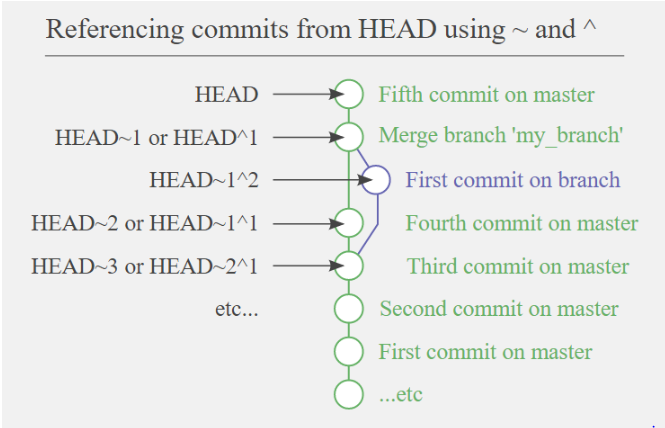 Referencing commits from HEAD using ~ and ^
HEAD Fifth commit on master
HEAD~1 or HEAD^1 Merge branch 'my_branch'
HEAD~1^2 First commit on branch
HEAD~2 or HEAD~1^1 Fourth commit on master
HEAD~3 or HEAD~2^1 Third commit on master
etc... Second commit on master
First commit on master
...etc